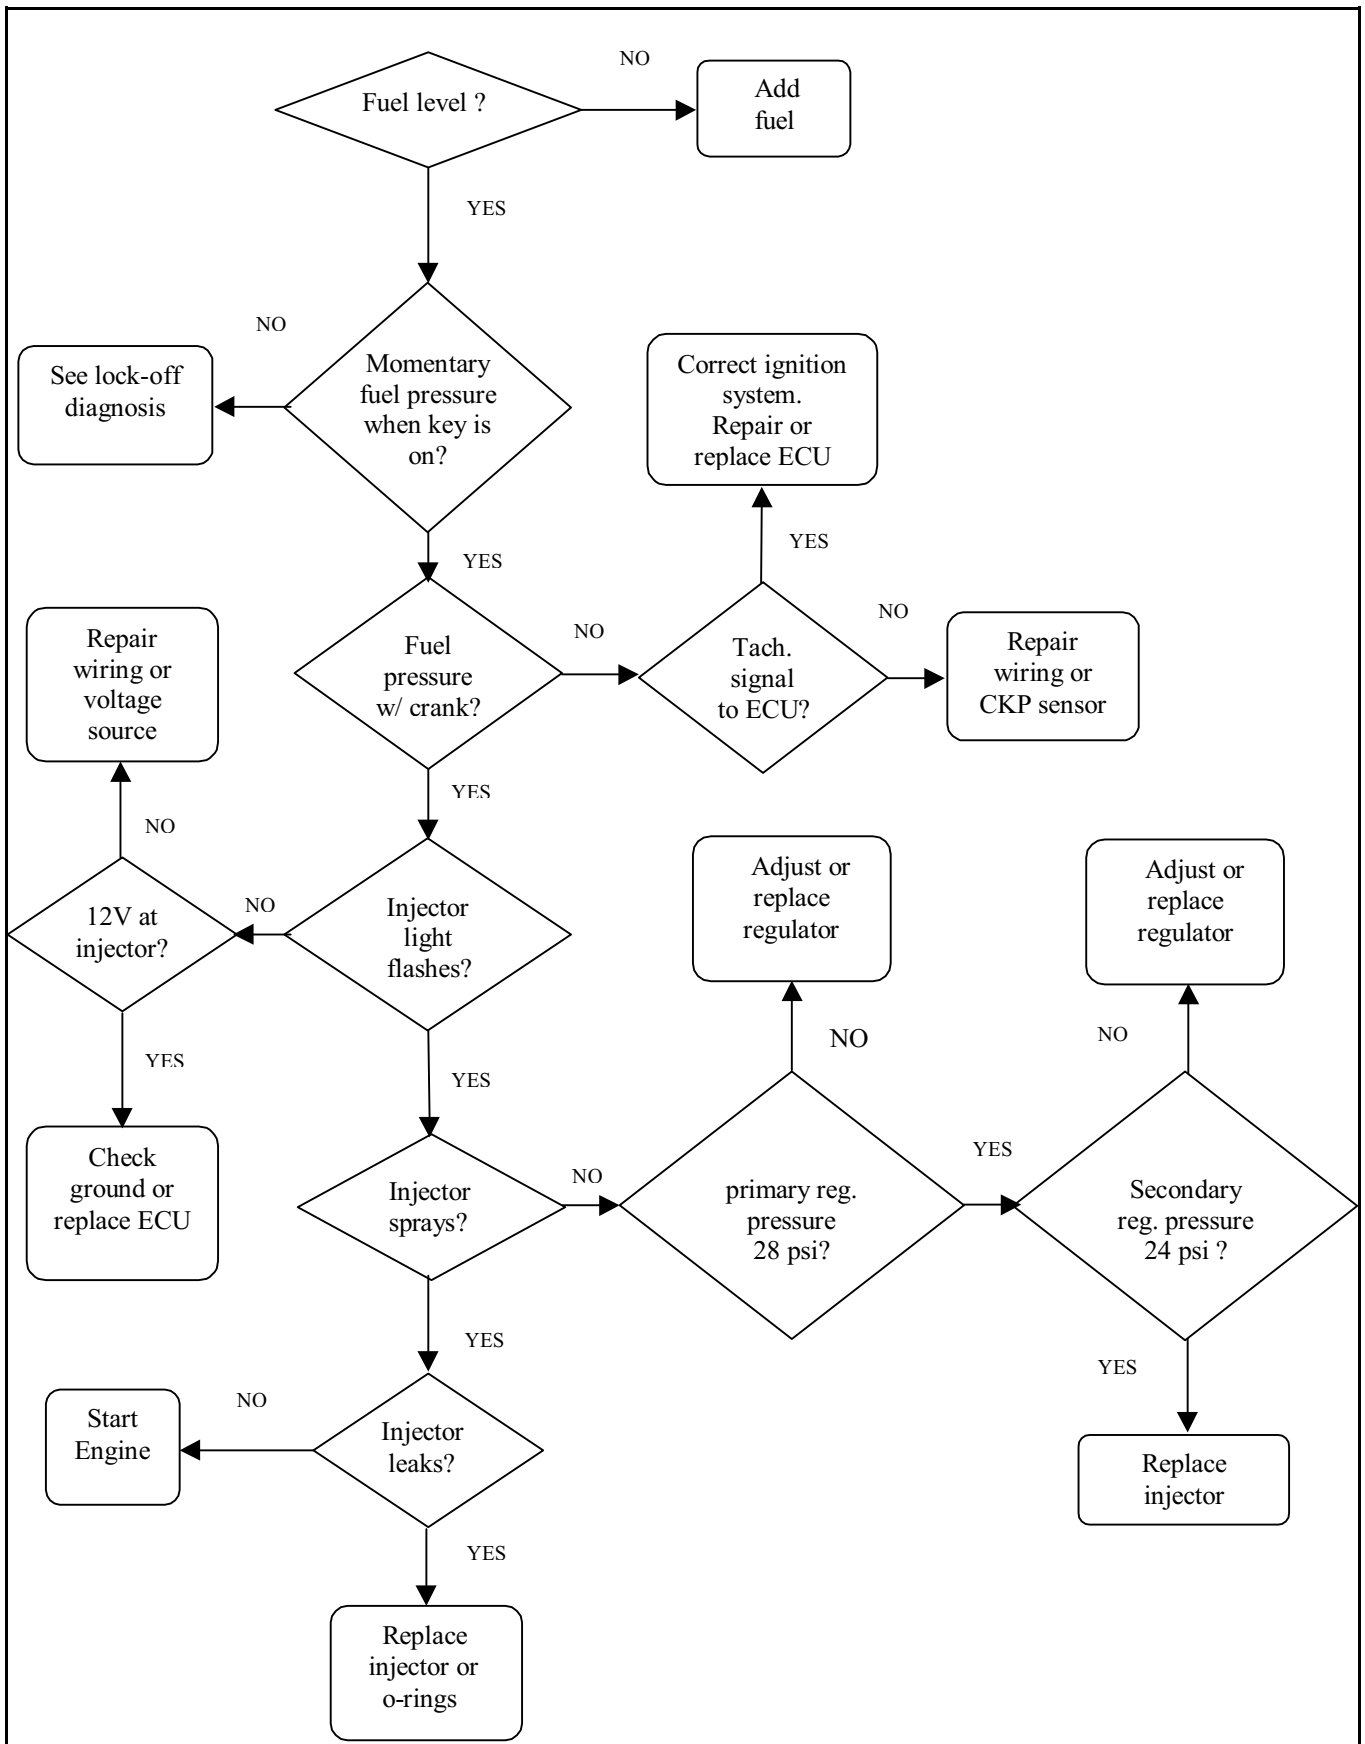 NO
Fuel level ?
Add
fuel
YES
NO
Momentary
fuel pressure
when key is
on?
See lock-off
diagnosis
Correct ignition
system.
Repair or
replace ECU
YES
YES
Fuel
pressure
w/ crank?
NO
Tach.
signal
to ECU?
NO
Repair
wiring or
CKP sensor
Repair
wiring or
voltage
source
YES
NO
Injector
light
flashes?
NO
12V at
injector?
YES
Check
ground or
replace ECU
YES
Injector
sprays?
NO
primary reg.
pressure
28 psi?
NO
Adjust or
replace
regulator
YES
Secondary
reg. pressure
24 psi ?
NO
Adjust or
replace
regulator
YES
Replace
injector
YES
Injector
leaks?
NO
Start
Engine
YES
Replace
injector or
o-rings